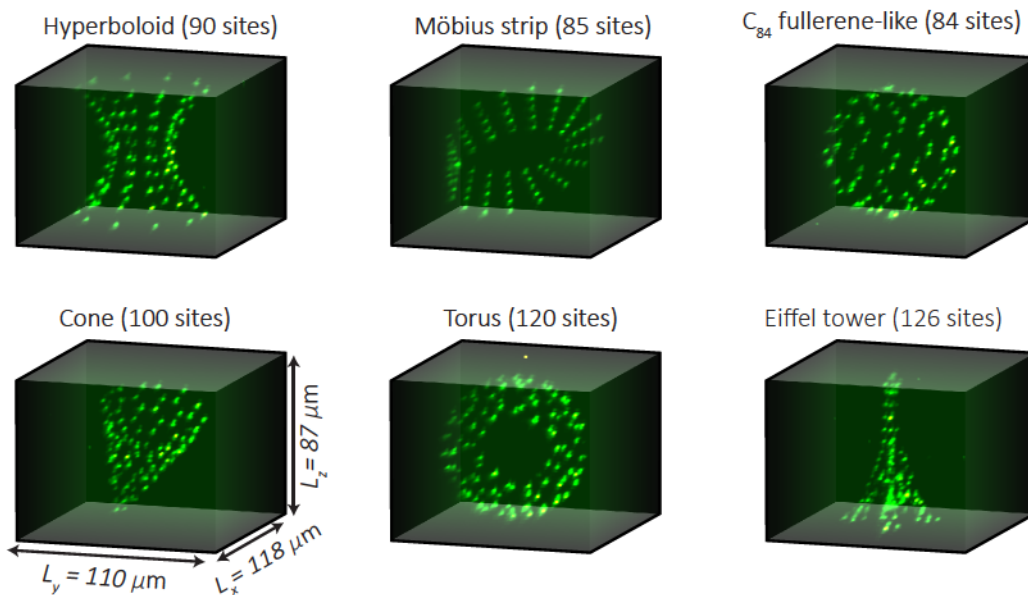 Hyperboloid (90 sites)
Möbius strip (85 sites)
C84 fullerene-like (84 sites)
Cone (100 sites)
Torus (120 sites)
Eiffel tower (126 sites)
Lz = 87 μm
Ly = 110 μm
Lx = 118 μm